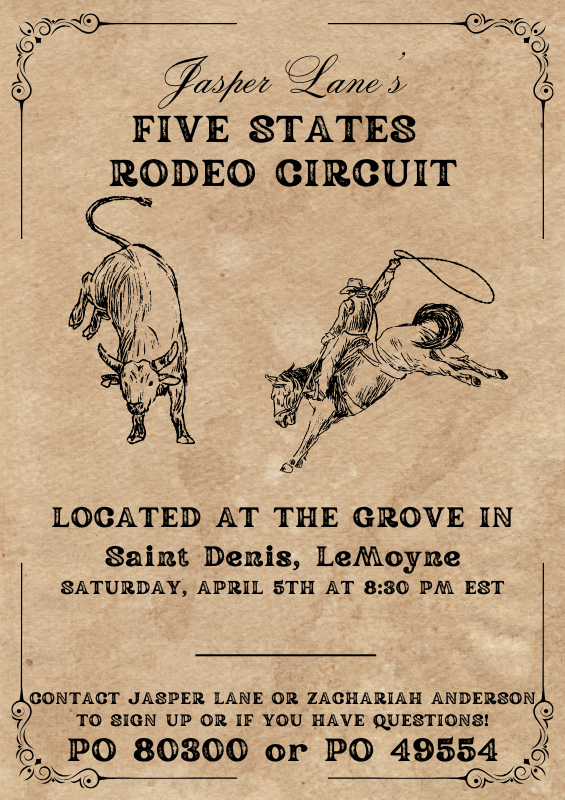 Jasper Lane's
FIVE STATES
RODEO CIRCUIT
LOCATED AT THE GROVE IN
Saint Denis, LeMoyne
SATURDAY, APRIL 5TH AT 8:30 PM EST
CONTACT JASPER LANE OR ZACHARIAH ANDERSON
TO SIGN UP OR IF YOU HAVE QUESTIONS!
PO 80300 or PO 49554